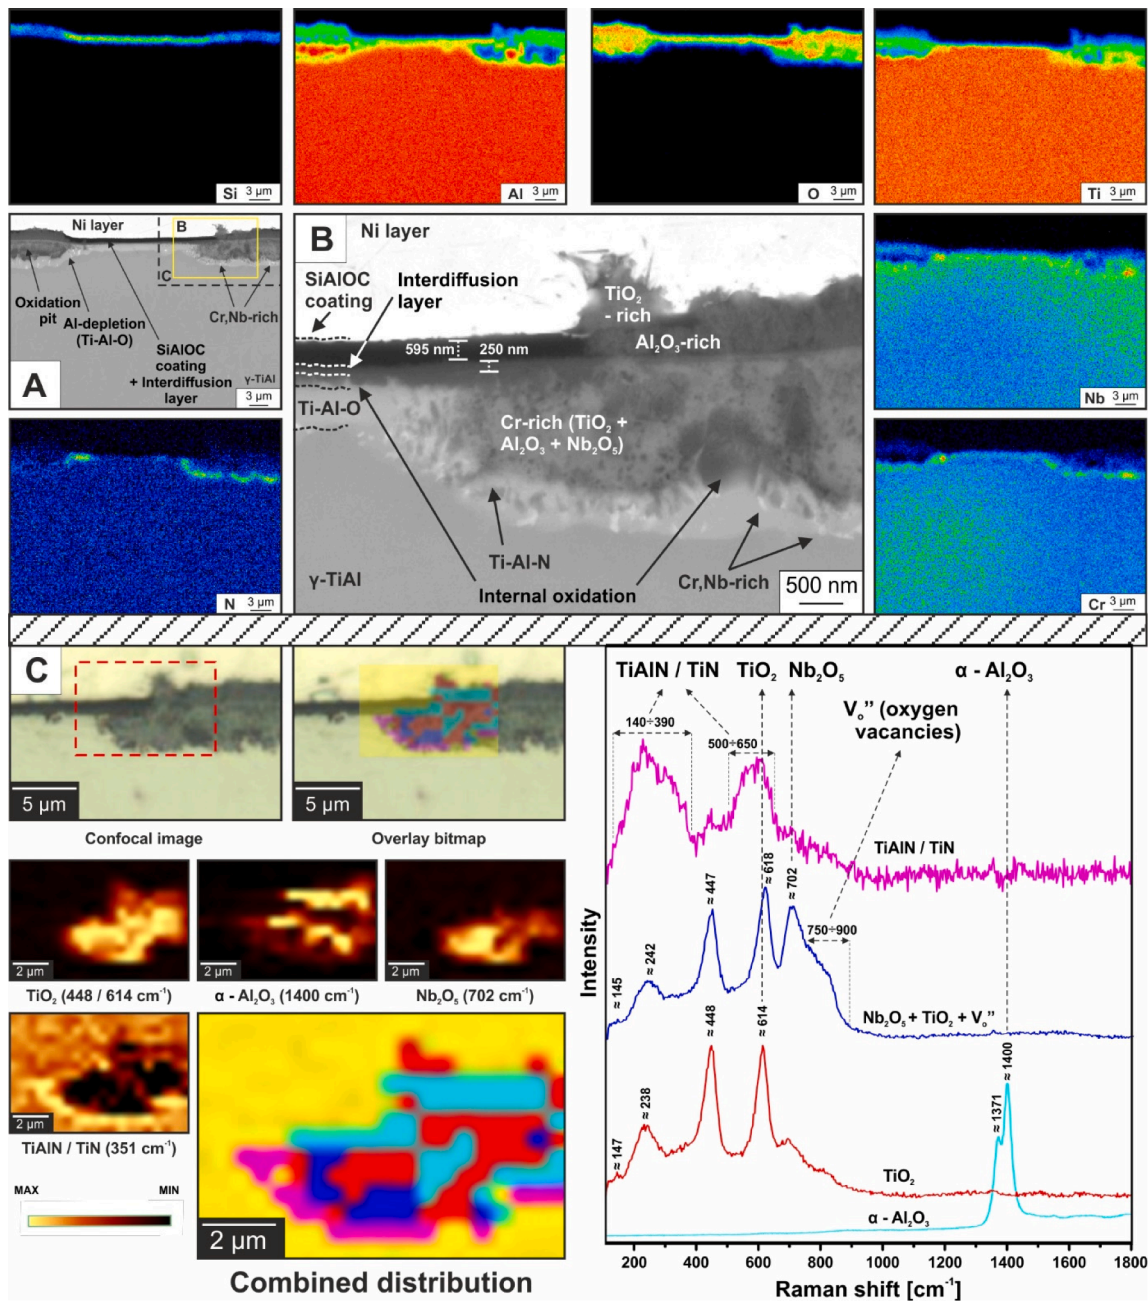 Si 3 μm
Al 3 μm
O 3 μm
Ti 3 μm
Ni layer
B
C
Oxidation
pit
Al-depletion
(Ti-Al-O)
Cr,Nb-rich
SiAlOC
coating
+ Interdiffusion
layer
γ-TiAl
A
3 μm
B
Ni layer
SiAlOC
coating
Interdiffusion
layer
TiO₂
- rich
Al₂O₃-rich
595 nm
250 nm
Ti-Al-O
Cr-rich (TiO₂ +
Al₂O₃ + Nb₂O₅)
Ti-Al-N
γ-TiAl
Internal oxidation
Cr,Nb-rich
500 nm
Nb 3 μm
N 3 μm
Cr 3 μm
C
5 μm
5 μm
Confocal image
Overlay bitmap
2 μm
2 μm
2 μm
TiO₂ (448 / 614 cm⁻¹)
α - Al₂O₃ (1400 cm⁻¹)
Nb₂O₅ (702 cm⁻¹)
2 μm
TiAlN / TiN (351 cm⁻¹)
MAX
MIN
2 μm
Combined distribution
TiAlN / TiN
TiO₂
Nb₂O₅
α - Al₂O₃
Vₒ'' (oxygen
vacancies)
140÷390
500÷650
TiAlN / TiN
≈ 447
≈ 618
≈ 702
750÷900
≈ 145
≈ 242
Nb₂O₅ + TiO₂ + Vₒ''
≈ 448
≈ 614
≈ 147
≈ 238
≈ 1371
≈ 1400
TiO₂
α - Al₂O₃
Intensity
200 400 600 800 1000 1200 1400 1600 1800
Raman shift [cm⁻¹]